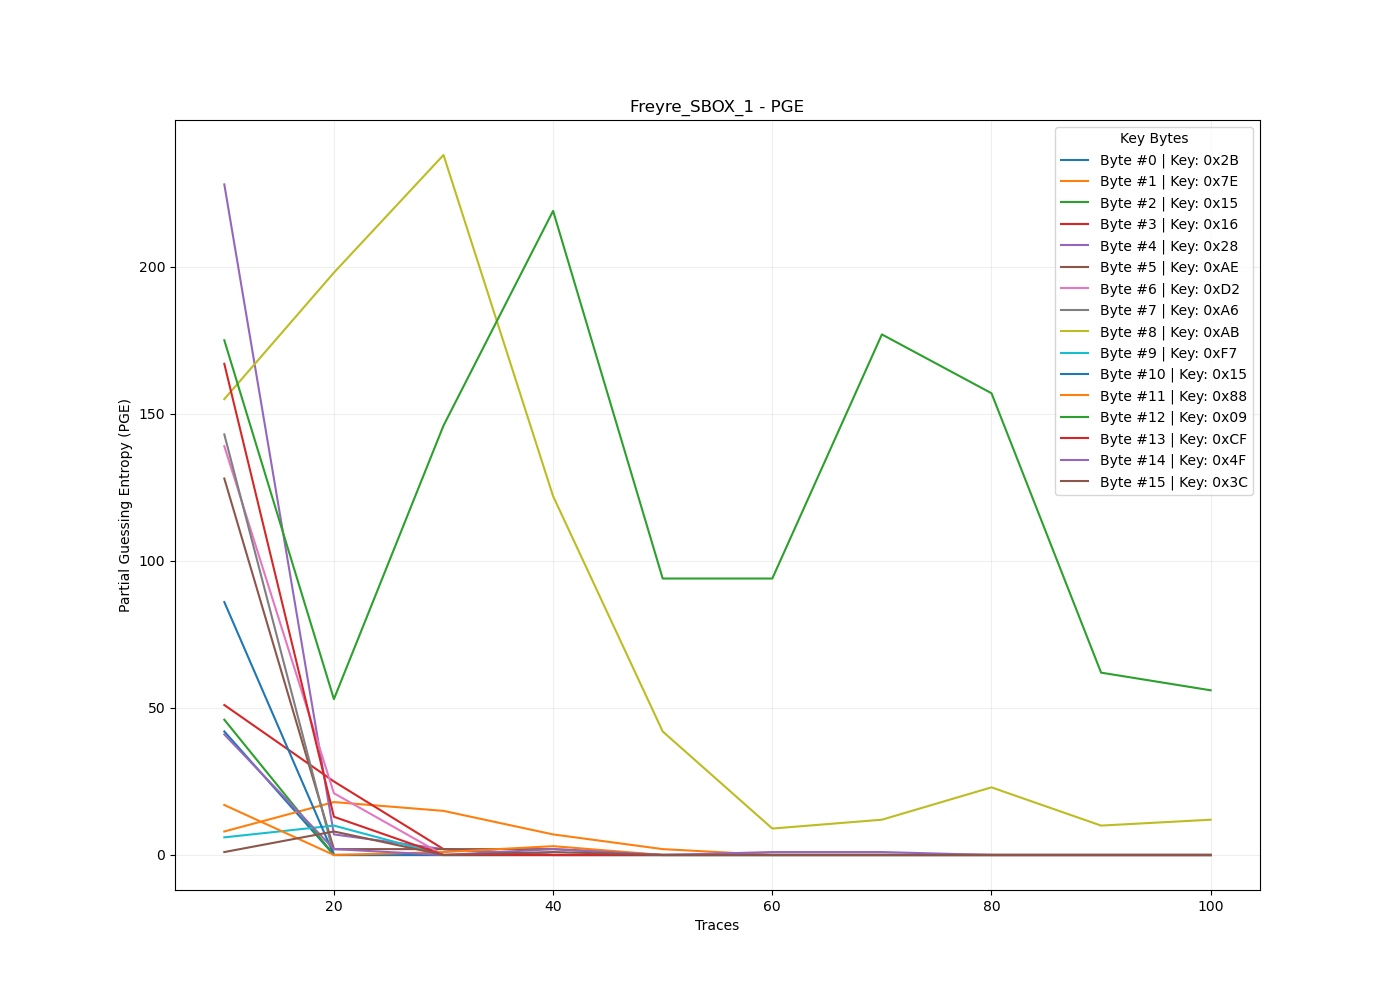 Freyre_SBOX_1 - PGE
Key Bytes
Byte #0 | Key: 0x2B
Byte #1 | Key: 0x7E
Byte #2 | Key: 0x15
Byte #3 | Key: 0x16
Byte #4 | Key: 0x28
Byte #5 | Key: 0xAE
Byte #6 | Key: 0xD2
Byte #7 | Key: 0xA6
Byte #8 | Key: 0xAB
Byte #9 | Key: 0xF7
Byte #10 | Key: 0x15
Byte #11 | Key: 0x88
Byte #12 | Key: 0x09
Byte #13 | Key: 0xCF
Byte #14 | Key: 0x4F
Byte #15 | Key: 0x3C
Partial Guessing Entropy (PGE)
200
150
100
50
0
20 40 60 80 100
Traces